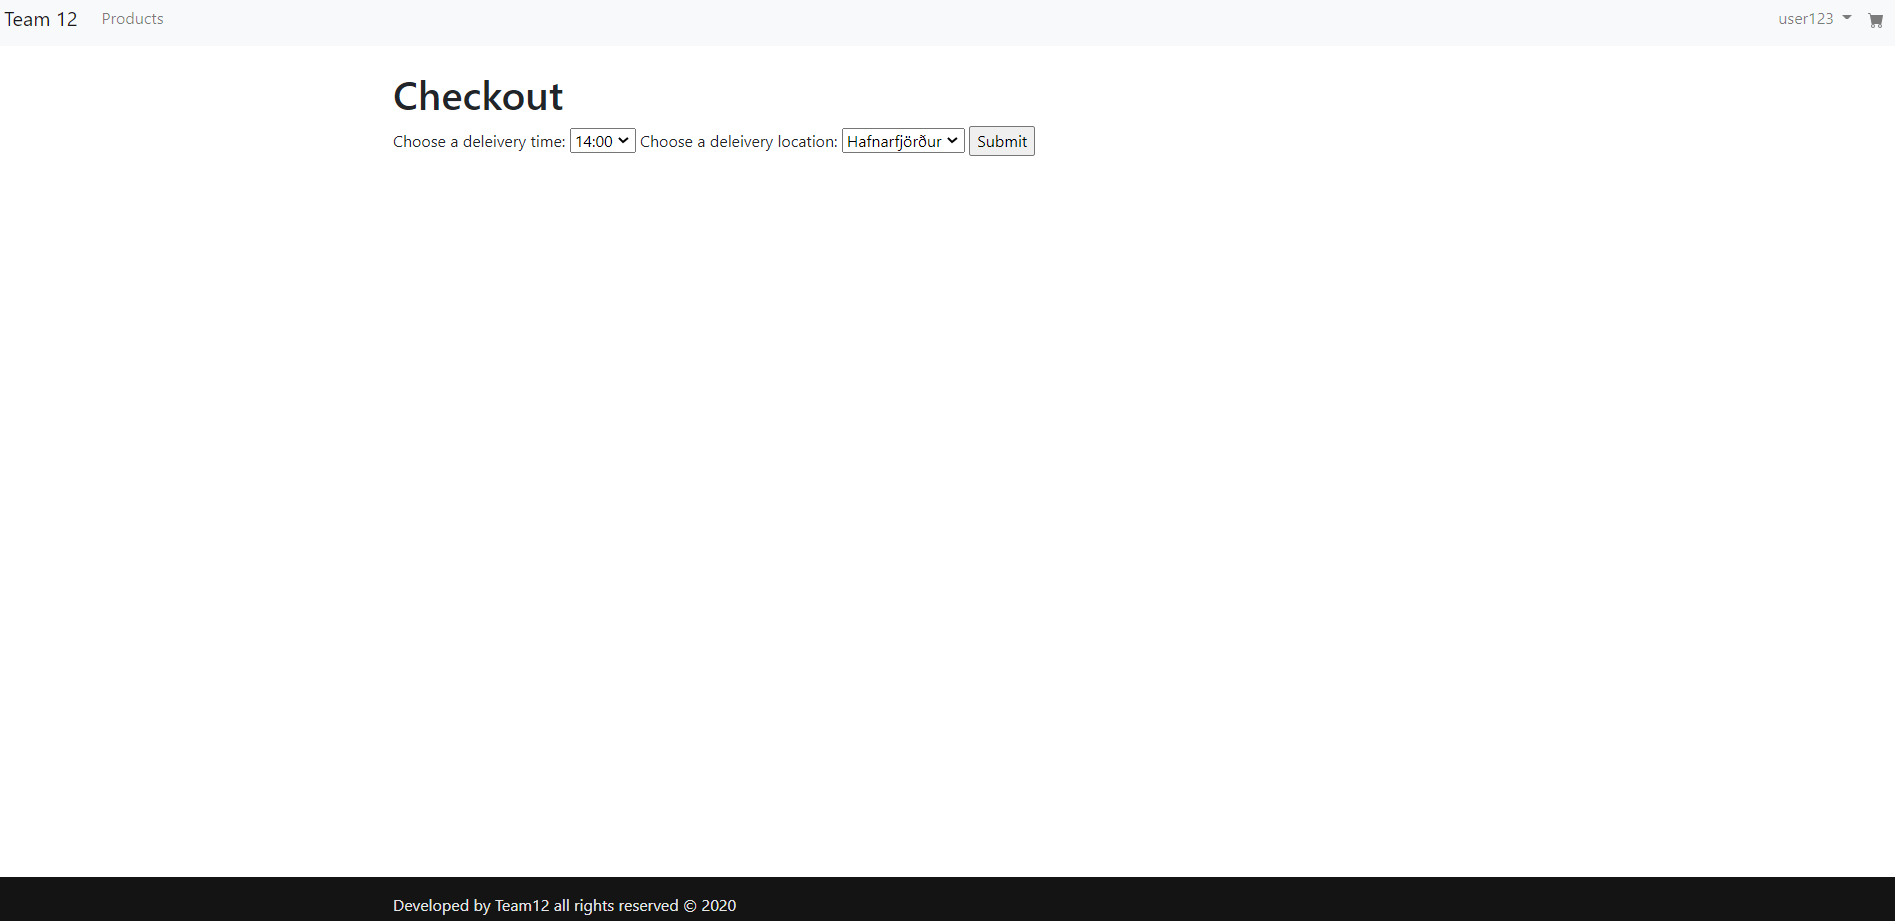 Team 12 Products user123
Checkout
Choose a deleivery time: 14:00 Choose a deleivery location: Hafnarfjörður Submit
Developed by Team12 all rights reserved © 2020